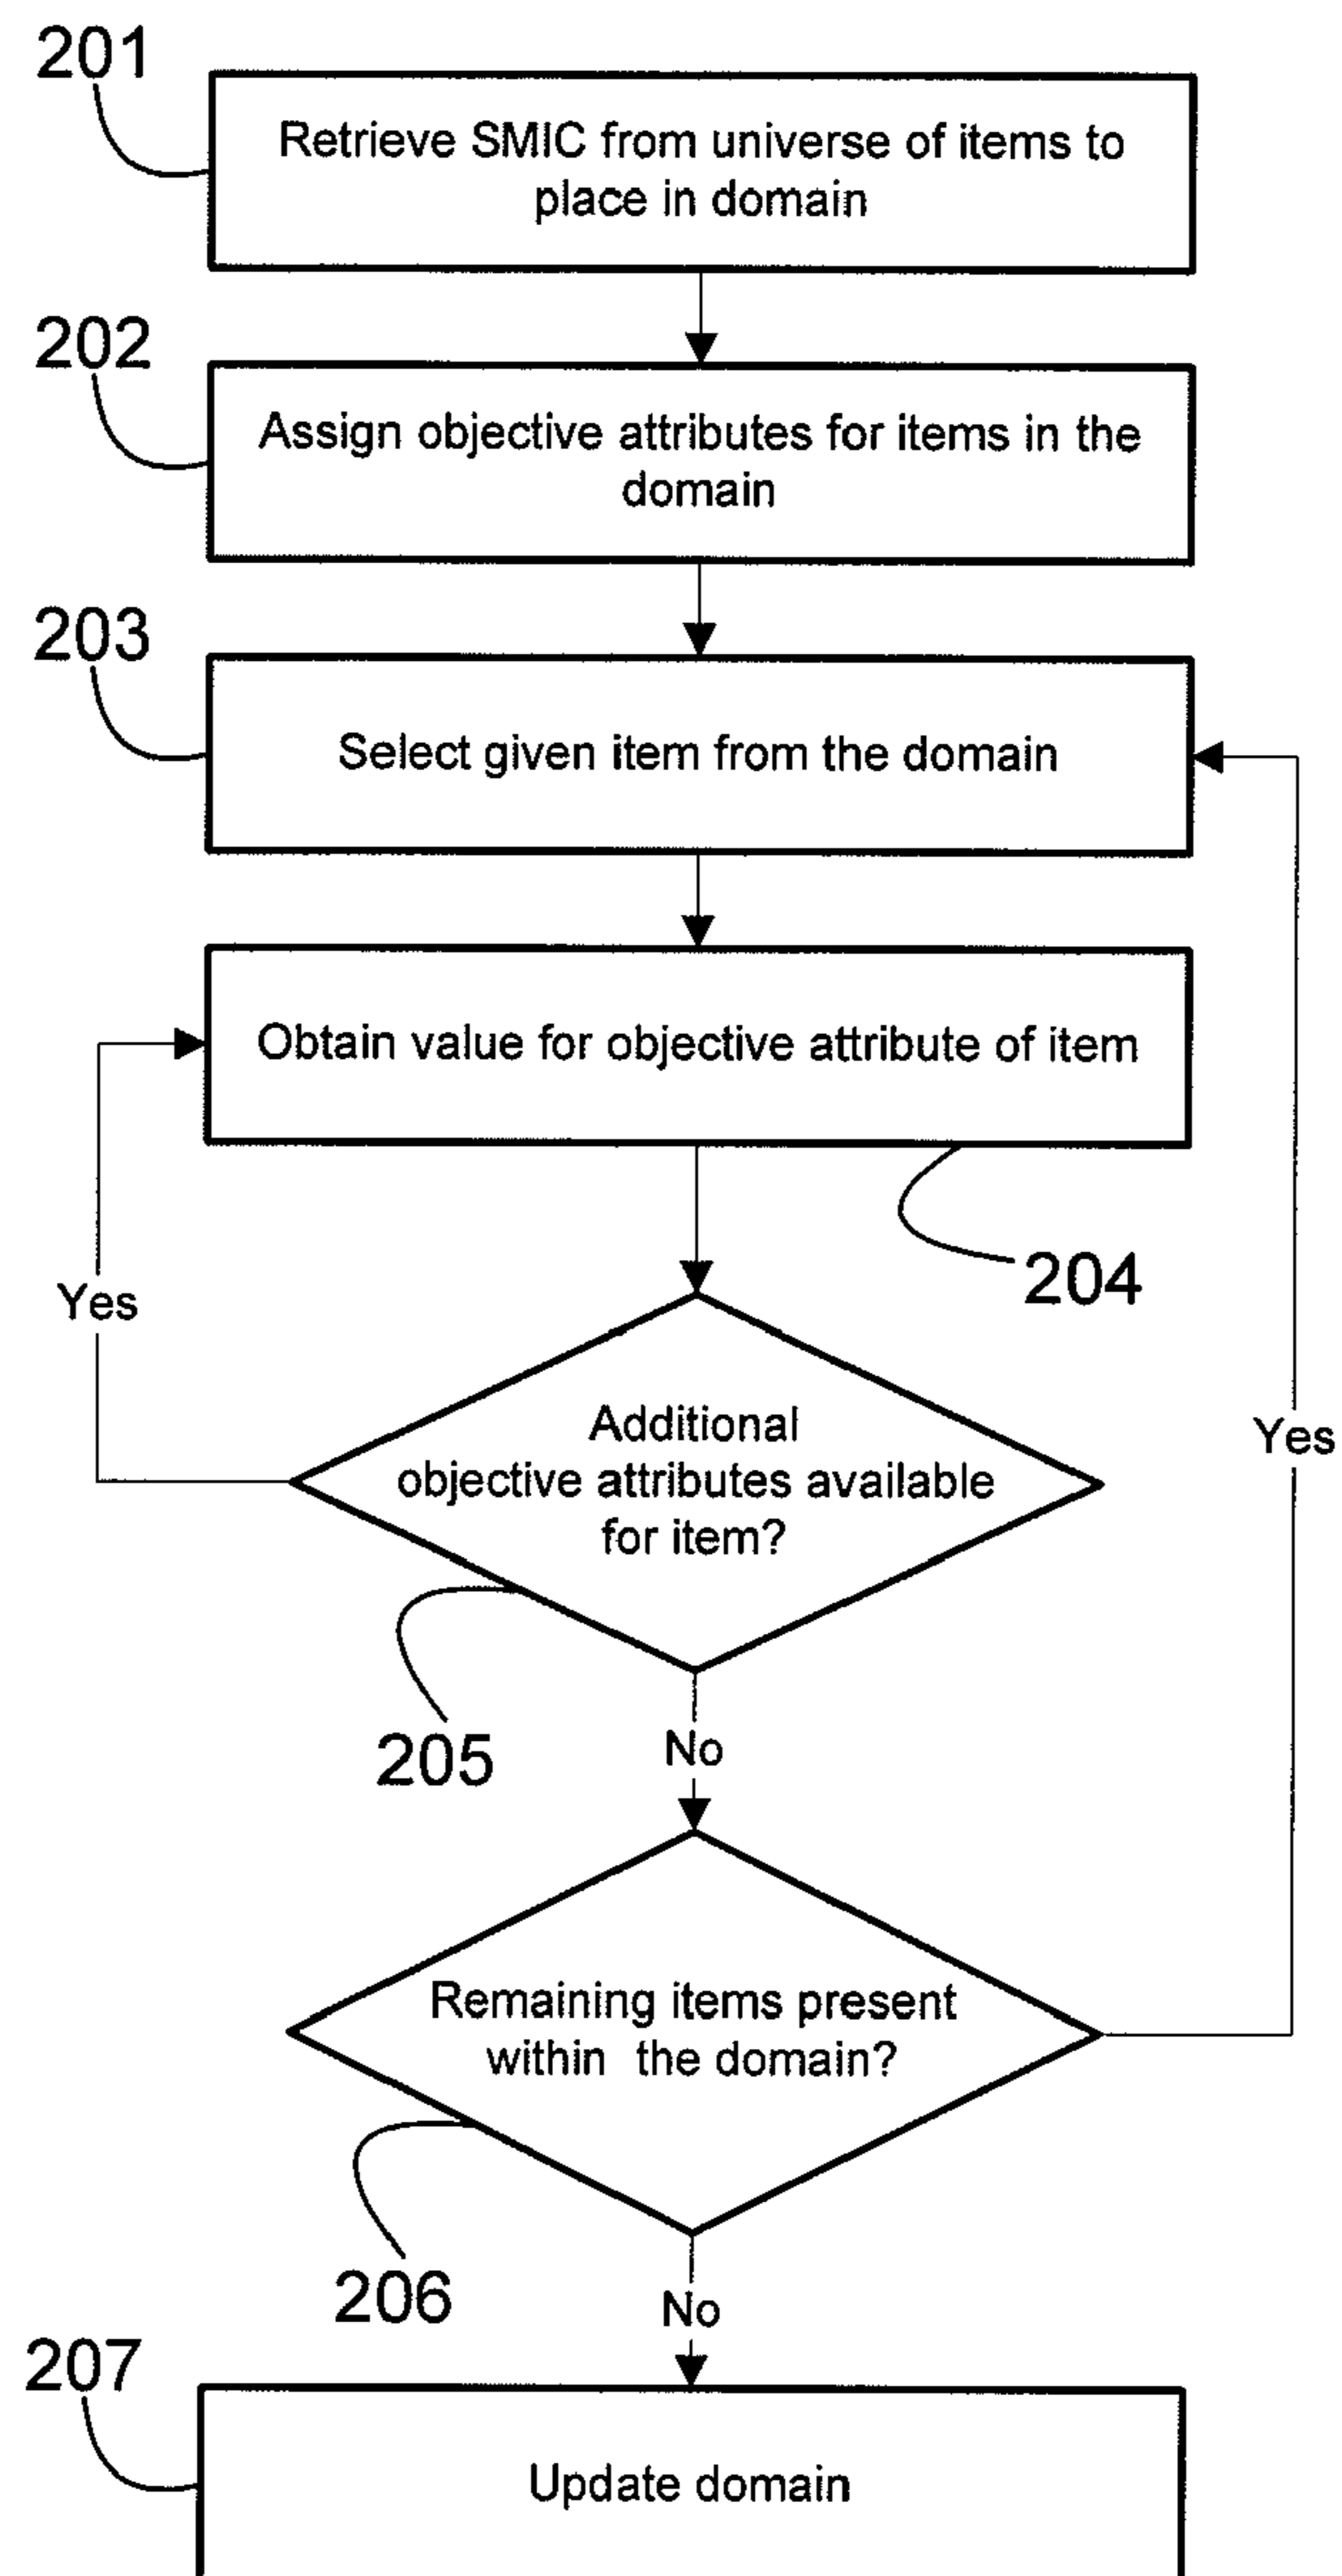 201
Retrieve SMIC from universe of items to
place in domain
202
Assign objective attributes for items in the
domain
203
Select given item from the domain
Obtain value for objective attribute of item
204
Yes
Additional
objective attributes available
for item?
Yes
205
No
Remaining items present
within the domain?
206
No
207
Update domain